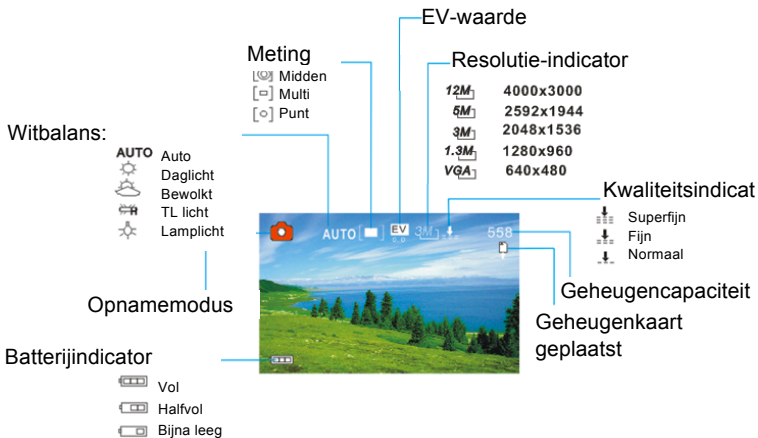 EV-waarde
Meting
Midden
Multi
Punt
Resolutie-indicator
12M 4000x3000
5M 2592x1944
3M 2048x1536
1.3M 1280x960
VGA 640x480
Witbalans:
AUTO Auto
Daglicht
Bewolkt
TL licht
Lamplicht
Kwaliteitsindicat
Superfijn
Fijn
Normaal
AUTO EV 3M 558
0.0
Opnamemodus
Geheugencapaciteit
Geheugenkaart
geplaatst
Batterijindicator
Vol
Halfvol
Bijna leeg